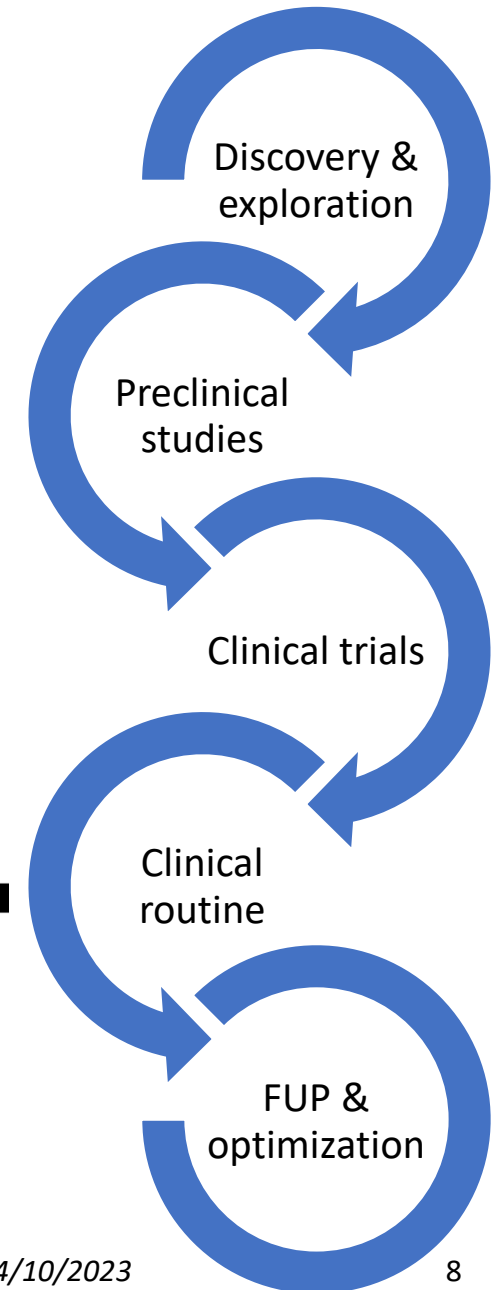 Discovery &
exploration
Preclinical
studies
Clinical trials
Clinical
routine
FUP &
optimization
4/10/2023
8